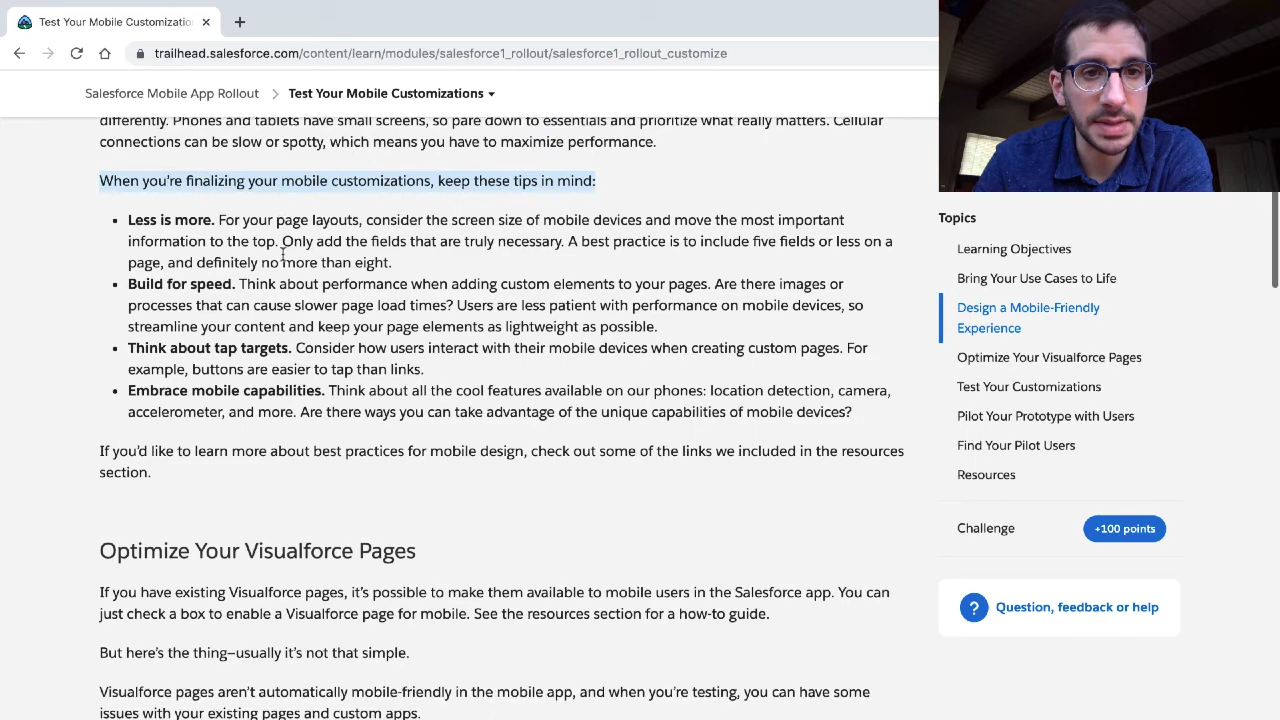 Test Your Mobile Customizatio
trailhead.salesforce.com/content/learn/modules/salesforce1_rollout/salesforce1_rollout_customize
Salesforce Mobile App Rollout
Test Your Mobile Customizations
differently. Phones and tablets have small screens, so pare down to essentials and prioritize what really matters. Cellular
connections can be slow or spotty, which means you have to maximize performance.
When you're finalizing your mobile customizations, keep these tips in mind:
• Less is more. For your page layouts, consider the screen size of mobile devices and move the most important
information to the top. Only add the fields that are truly necessary. A best practice is to include five fields or less on a
page, and definitely no more than eight.
• Build for speed. Think about performance when adding custom elements to your pages. Are there images or
processes that can cause slower page load times? Users are less patient with performance on mobile devices, so
streamline your content and keep your page elements as lightweight as possible.
• Think about tap targets. Consider how users interact with their mobile devices when creating custom pages. For
example, buttons are easier to tap than links.
• Embrace mobile capabilities. Think about all the cool features available on our phones: location detection, camera,
accelerometer, and more. Are there ways you can take advantage of the unique capabilities of mobile devices?
If you'd like to learn more about best practices for mobile design, check out some of the links we included in the resources
section.
Optimize Your Visualforce Pages
If you have existing Visualforce pages, it's possible to make them available to mobile users in the Salesforce app. You can
just check a box to enable a Visualforce page for mobile. See the resources section for a how-to guide.
But here's the thing—usually it's not that simple.
Visualforce pages aren't automatically mobile-friendly in the mobile app, and when you're testing, you can have some
issues with your existing pages and custom apps.
Topics
Learning Objectives
Bring Your Use Cases to Life
Design a Mobile-Friendly
Experience
Optimize Your Visualforce Pages
Test Your Customizations
Pilot Your Prototype with Users
Find Your Pilot Users
Resources
Challenge
+100 points
? Question, feedback or help